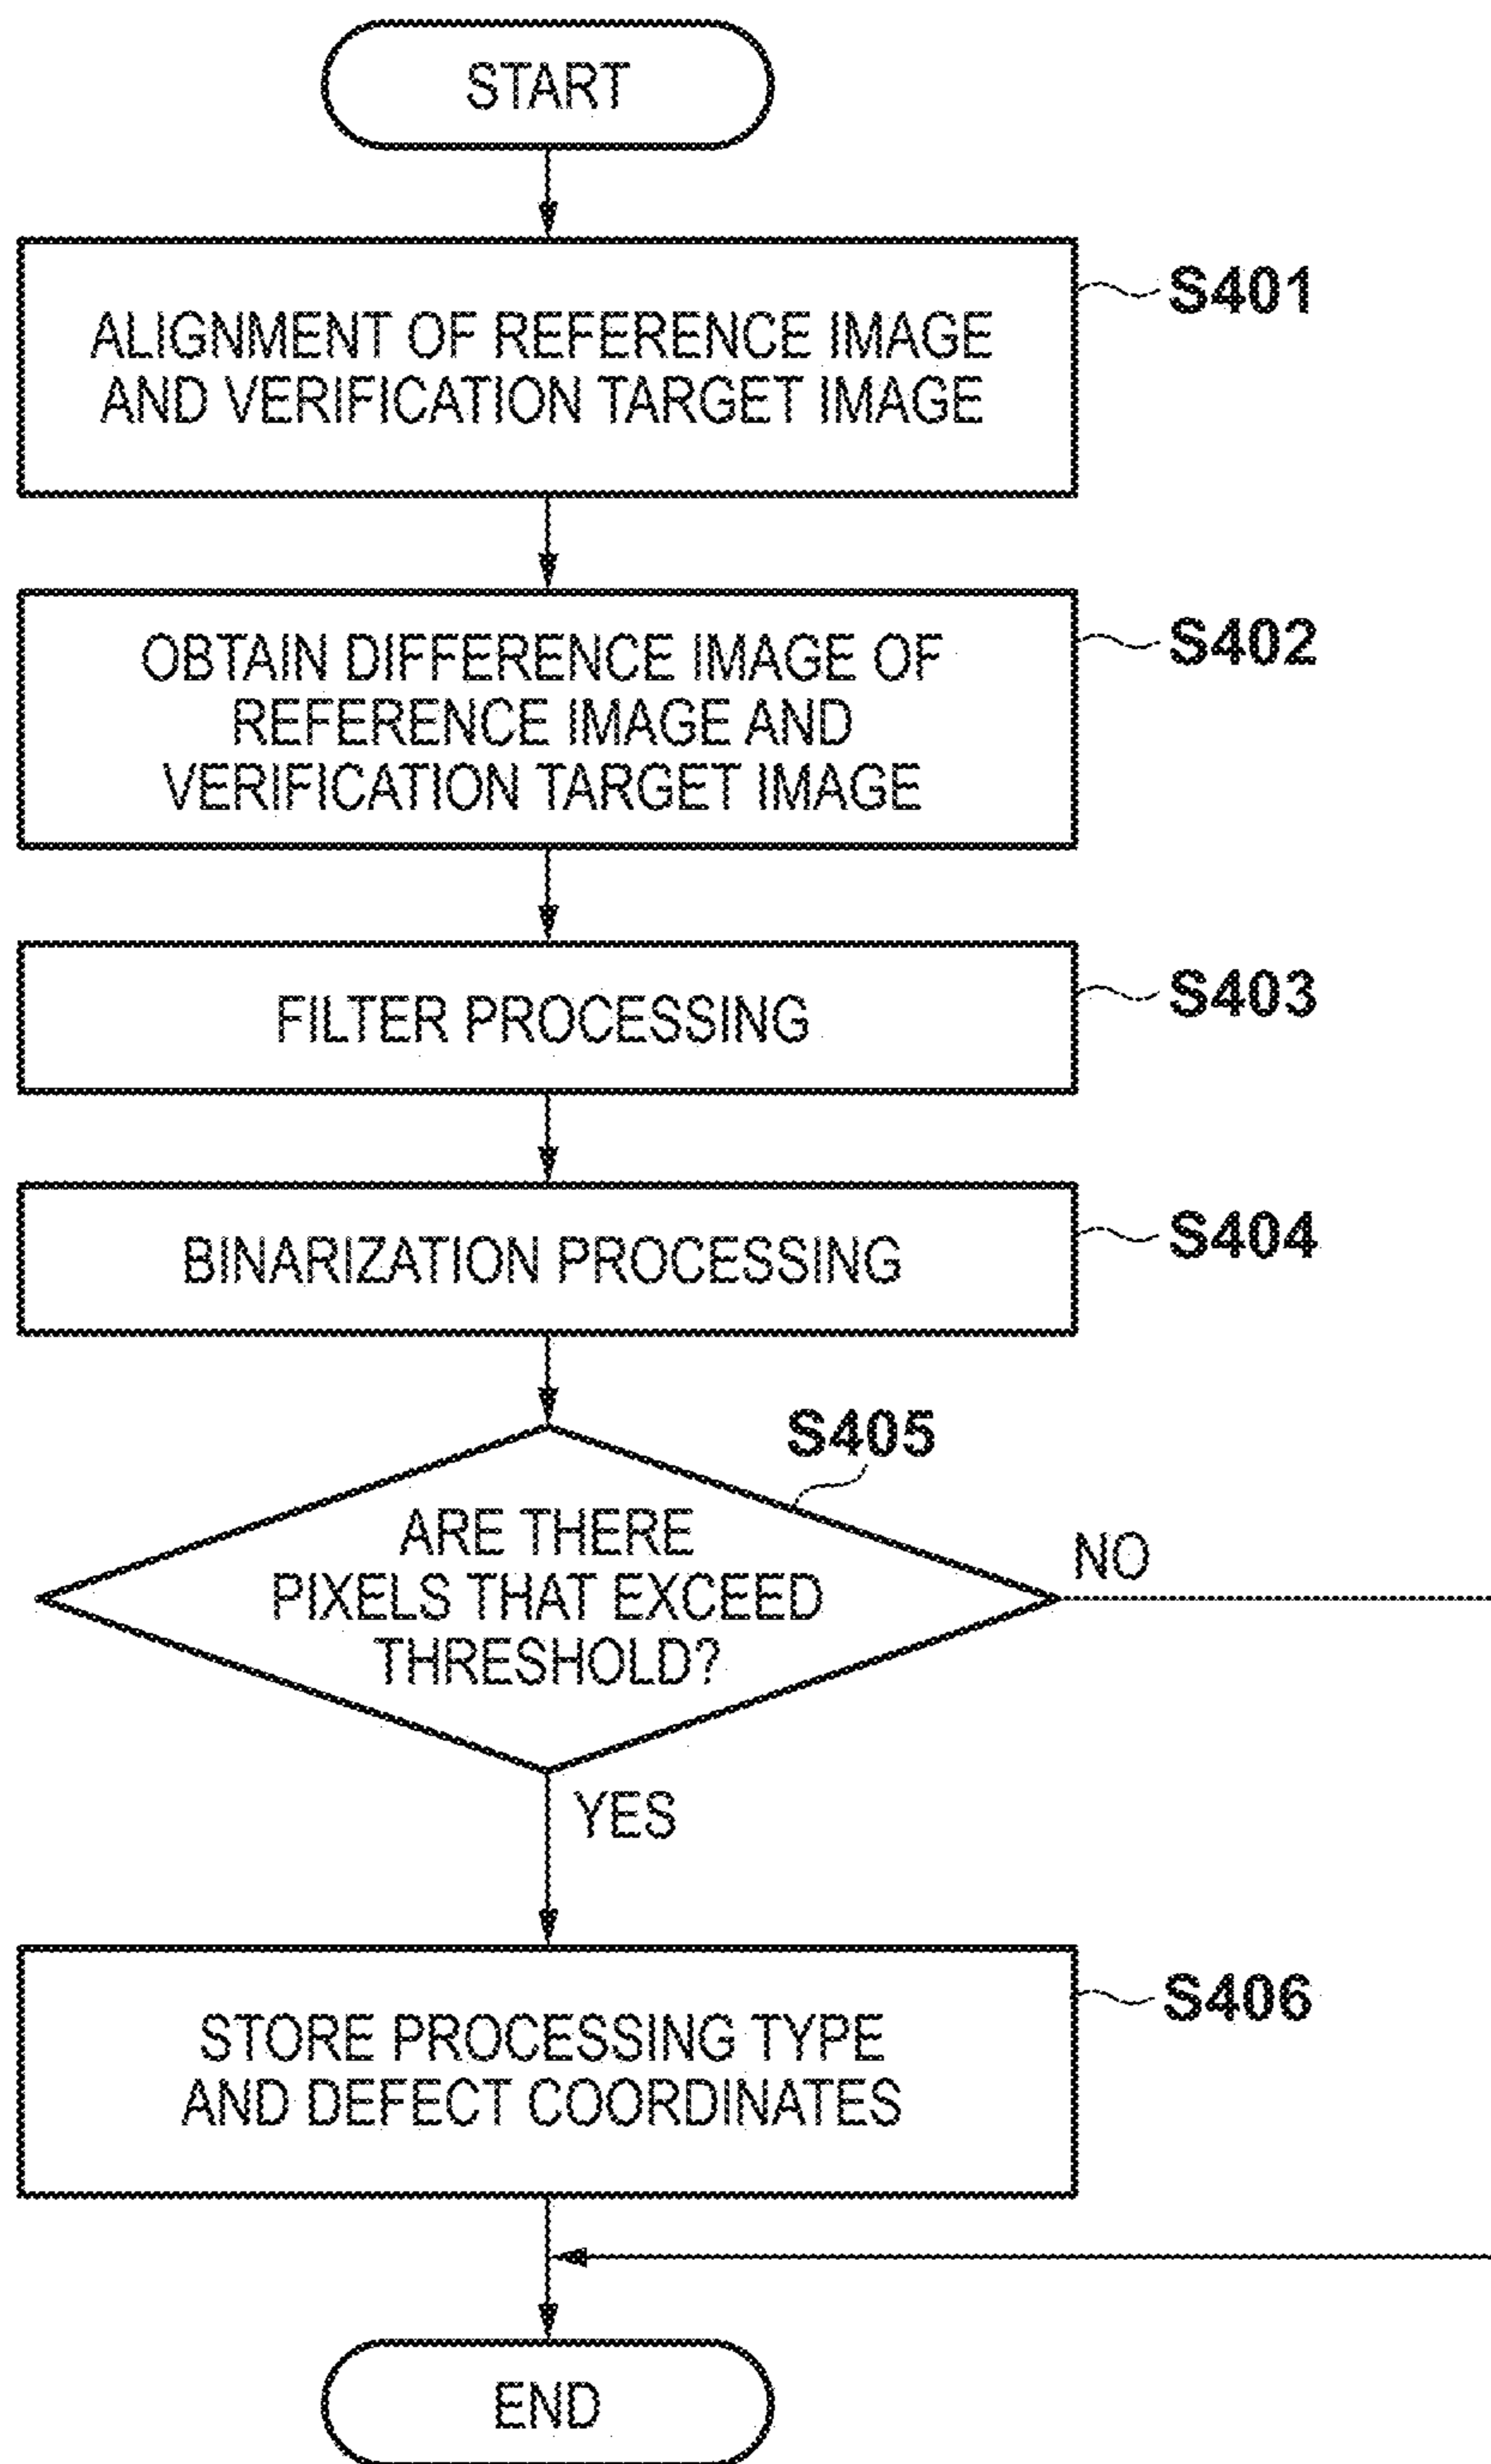 START
ALIGNMENT OF REFERENCE IMAGE
AND VERIFICATION TARGET IMAGE
S401
OBTAIN DIFFERENCE IMAGE OF
REFERENCE IMAGE AND
VERIFICATION TARGET IMAGE
S402
FILTER PROCESSING
S403
BINARIZATION PROCESSING
S404
S405
ARE THERE
PIXELS THAT EXCEED
THRESHOLD?
NO
YES
STORE PROCESSING TYPE
AND DEFECT COORDINATES
S406
END